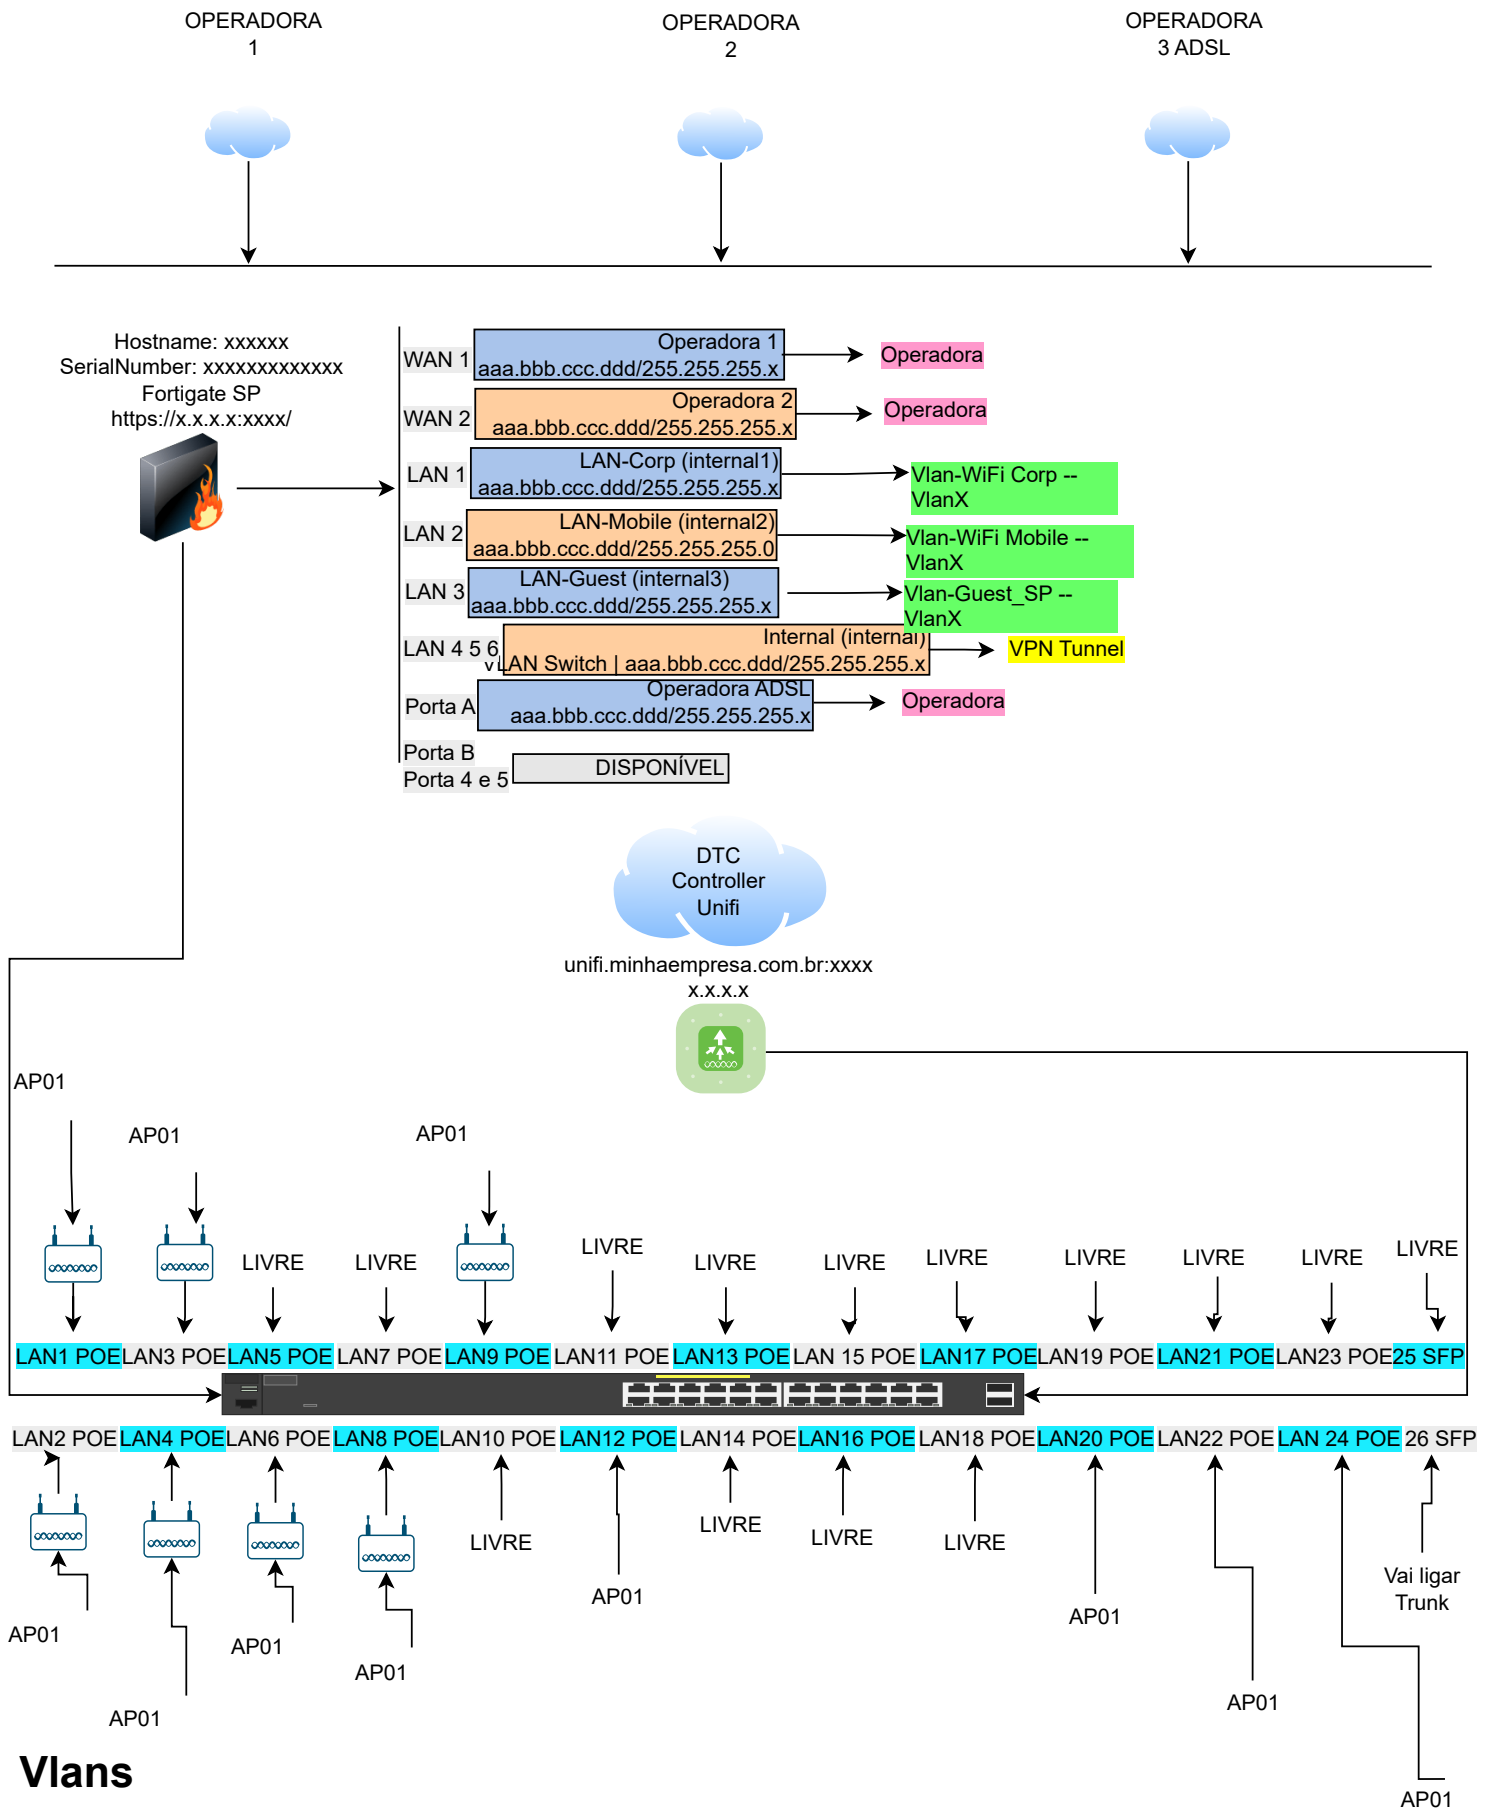 OPERADORA
1
OPERADORA
2
OPERADORA
3 ADSL
Hostname: xxxxxx
SerialNumber: xxxxxxxxxxxxx
Fortigate SP
https://x.x.x.x:xxxx/
WAN 1
Operadora 1
aaa.bbb.ccc.ddd/255.255.255.x
Operadora
WAN 2
Operadora 2
aaa.bbb.ccc.ddd/255.255.255.x
Operadora
LAN 1
LAN-Corp (internal1)
aaa.bbb.ccc.ddd/255.255.255.x
Vlan-WiFi Corp --
VlanX
LAN 2
LAN-Mobile (internal2)
aaa.bbb.ccc.ddd/255.255.255.0
Vlan-WiFi Mobile --
VlanX
LAN 3
LAN-Guest (internal3)
aaa.bbb.ccc.ddd/255.255.255.x
Vlan-Guest_SP --
VlanX
LAN 4 5 6
Internal (internal)
VLAN Switch | aaa.bbb.ccc.ddd/255.255.255.x
VPN Tunnel
Porta A
Operadora ADSL
aaa.bbb.ccc.ddd/255.255.255.x
Operadora
Porta B
Porta 4 e 5
DISPONÍVEL
DTC
Controller
Unifi
unifi.minhaempresa.com.br:xxxx
x.x.x.x
AP01
AP01
AP01
LIVRE
LIVRE
LIVRE
LIVRE
LIVRE
LIVRE
LIVRE
LIVRE
LIVRE
LIVRE
LAN1 POE
LAN3 POE
LAN5 POE
LAN7 POE
LAN9 POE
LAN11 POE
LAN13 POE
LAN 15 POE
LAN17 POE
LAN19 POE
LAN21 POE
LAN23 POE
25 SFP
LAN2 POE
LAN4 POE
LAN6 POE
LAN8 POE
LAN10 POE
LAN12 POE
LAN14 POE
LAN16 POE
LAN18 POE
LAN20 POE
LAN22 POE
LAN 24 POE
26 SFP
LIVRE
LIVRE
LIVRE
LIVRE
Vai ligar
Trunk
AP01
AP01
AP01
AP01
AP01
AP01
AP01
AP01
Vlans